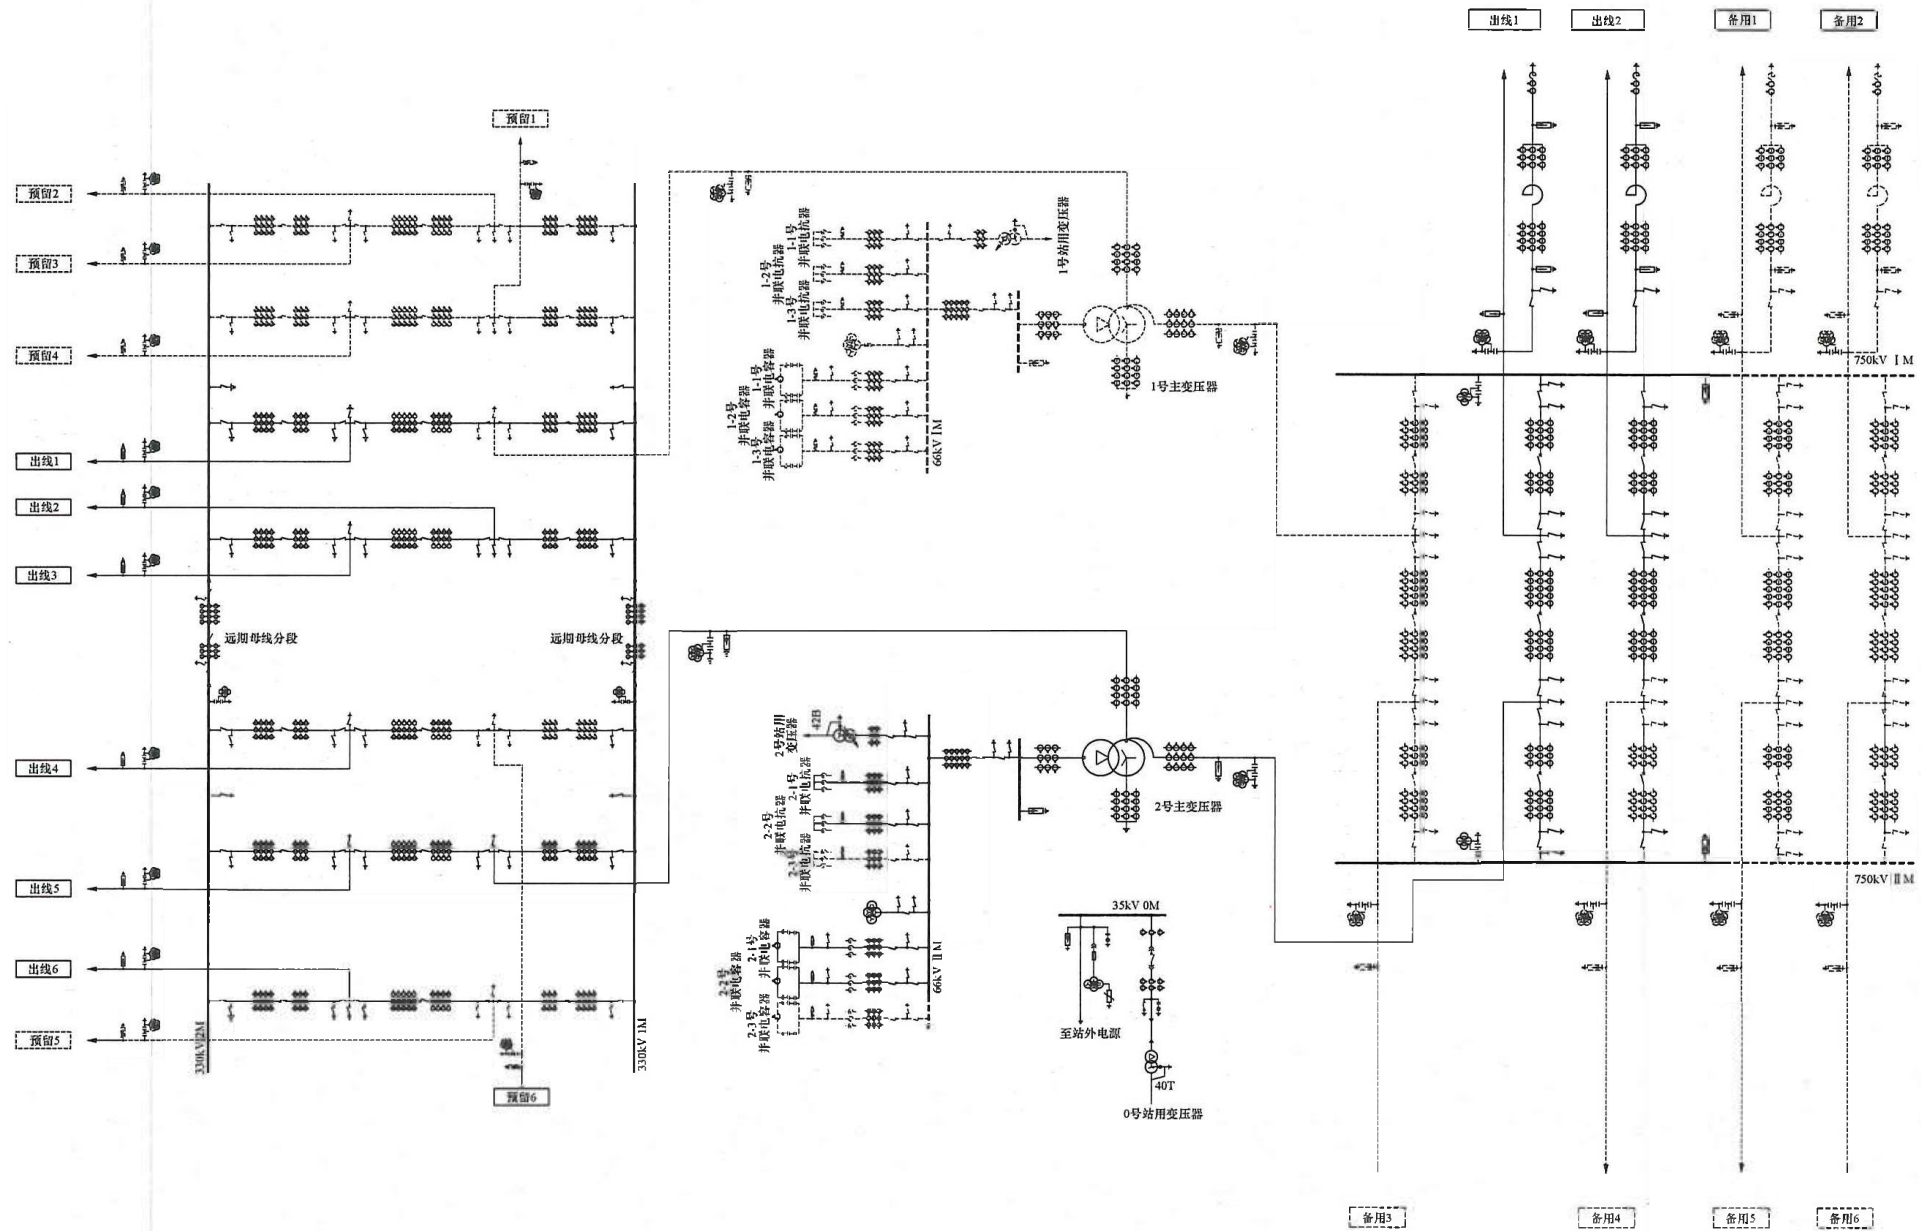 出线1
出线2
备用1
备用2
预留1
预留2
预留3
预留4
出线1
出线2
出线3
远期母线分段
远期母线分段
出线4
出线5
出线6
预留5
预留6
330kV 2M
330kV 1M
1-1号
并联电抗器
1-2号
并联电抗器
1-3号
并联电抗器
1-1号
并联电容器
1-2号
并联电容器
1-3号
并联电容器
66kV ⅠM
1号站用变压器
1号主变压器
750kV ⅠM
2号站用
变压器
42B
2-1号
并联电抗器
2-2号
并联电抗器
2-3号
并联电抗器
2-1号
并联电容器
2-2号
并联电容器
2-3号
并联电容器
66kV ⅡM
2号主变压器
750kV ⅡM
35kV 0M
至站外电源
40T
0号站用变压器
备用3
备用4
备用5
备用6